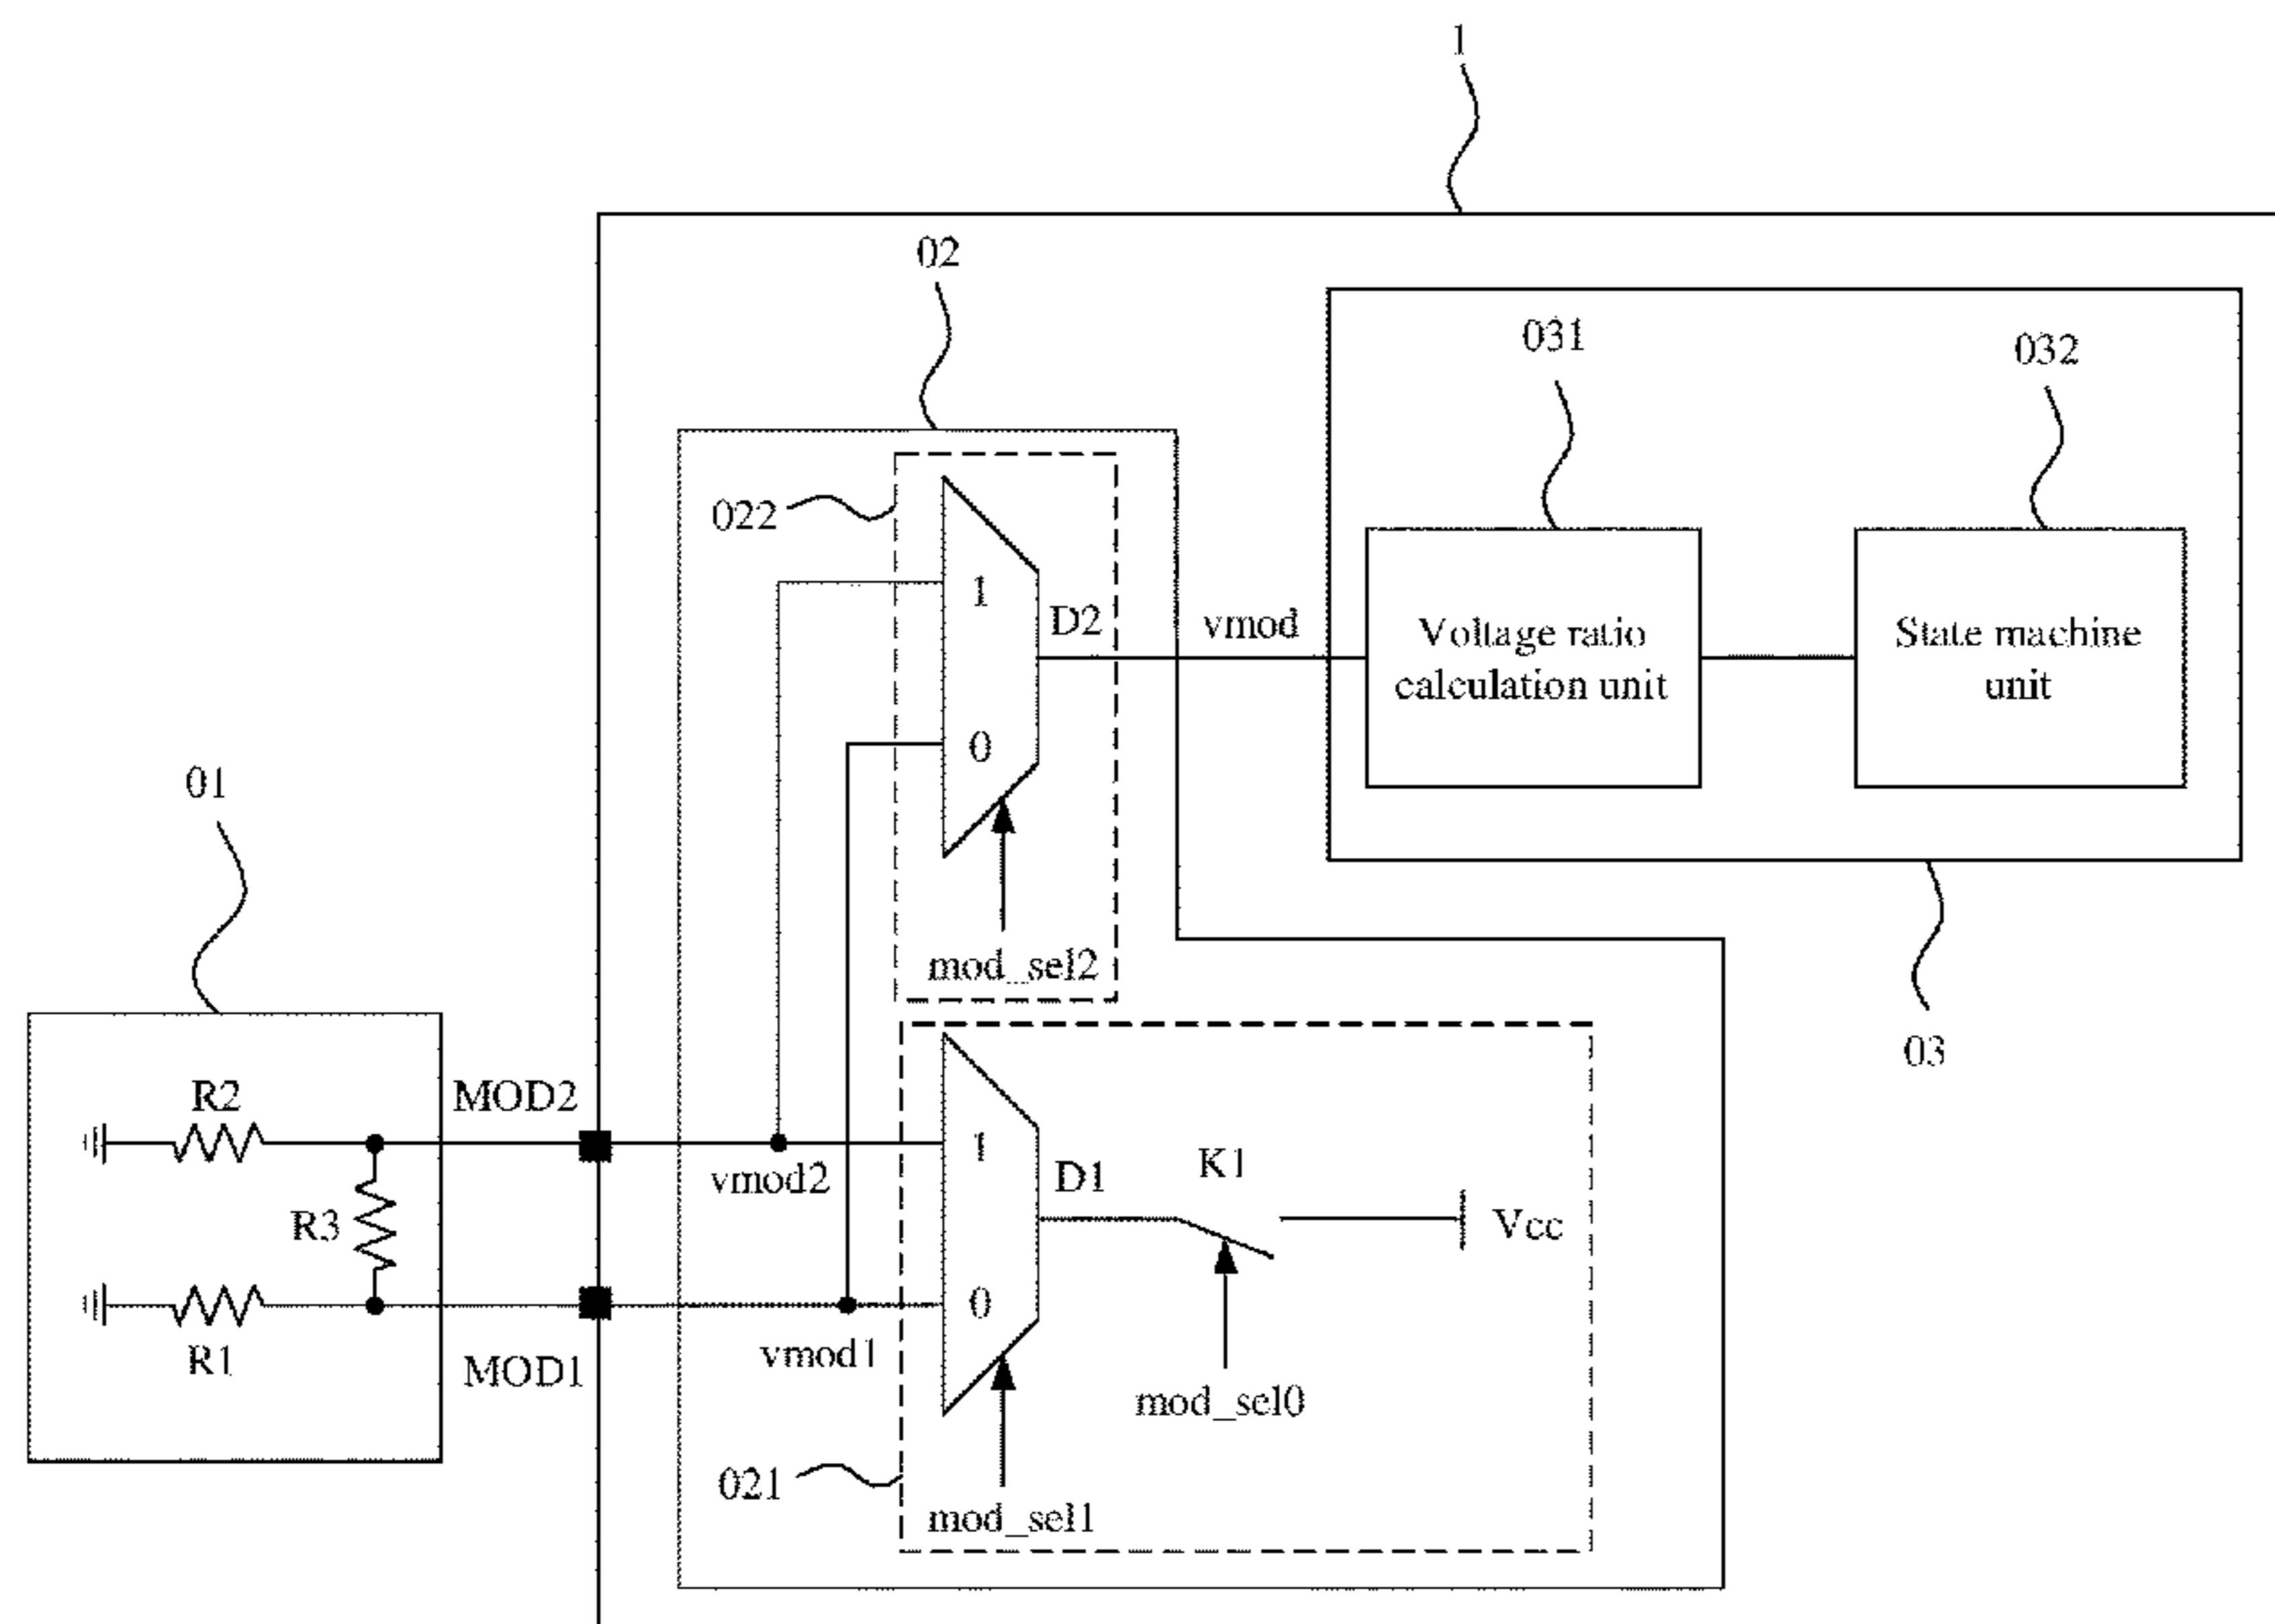 1
02
031
032
022
1
D2
vmod
Voltage ratio
calculation unit
State machine
unit
0
01
mod_sel2
03
R2
MOD2
1
K1
vmod2
D1
R3
Vcc
0
R1
MOD1
vmod1
mod_sel0
021
mod_sel1